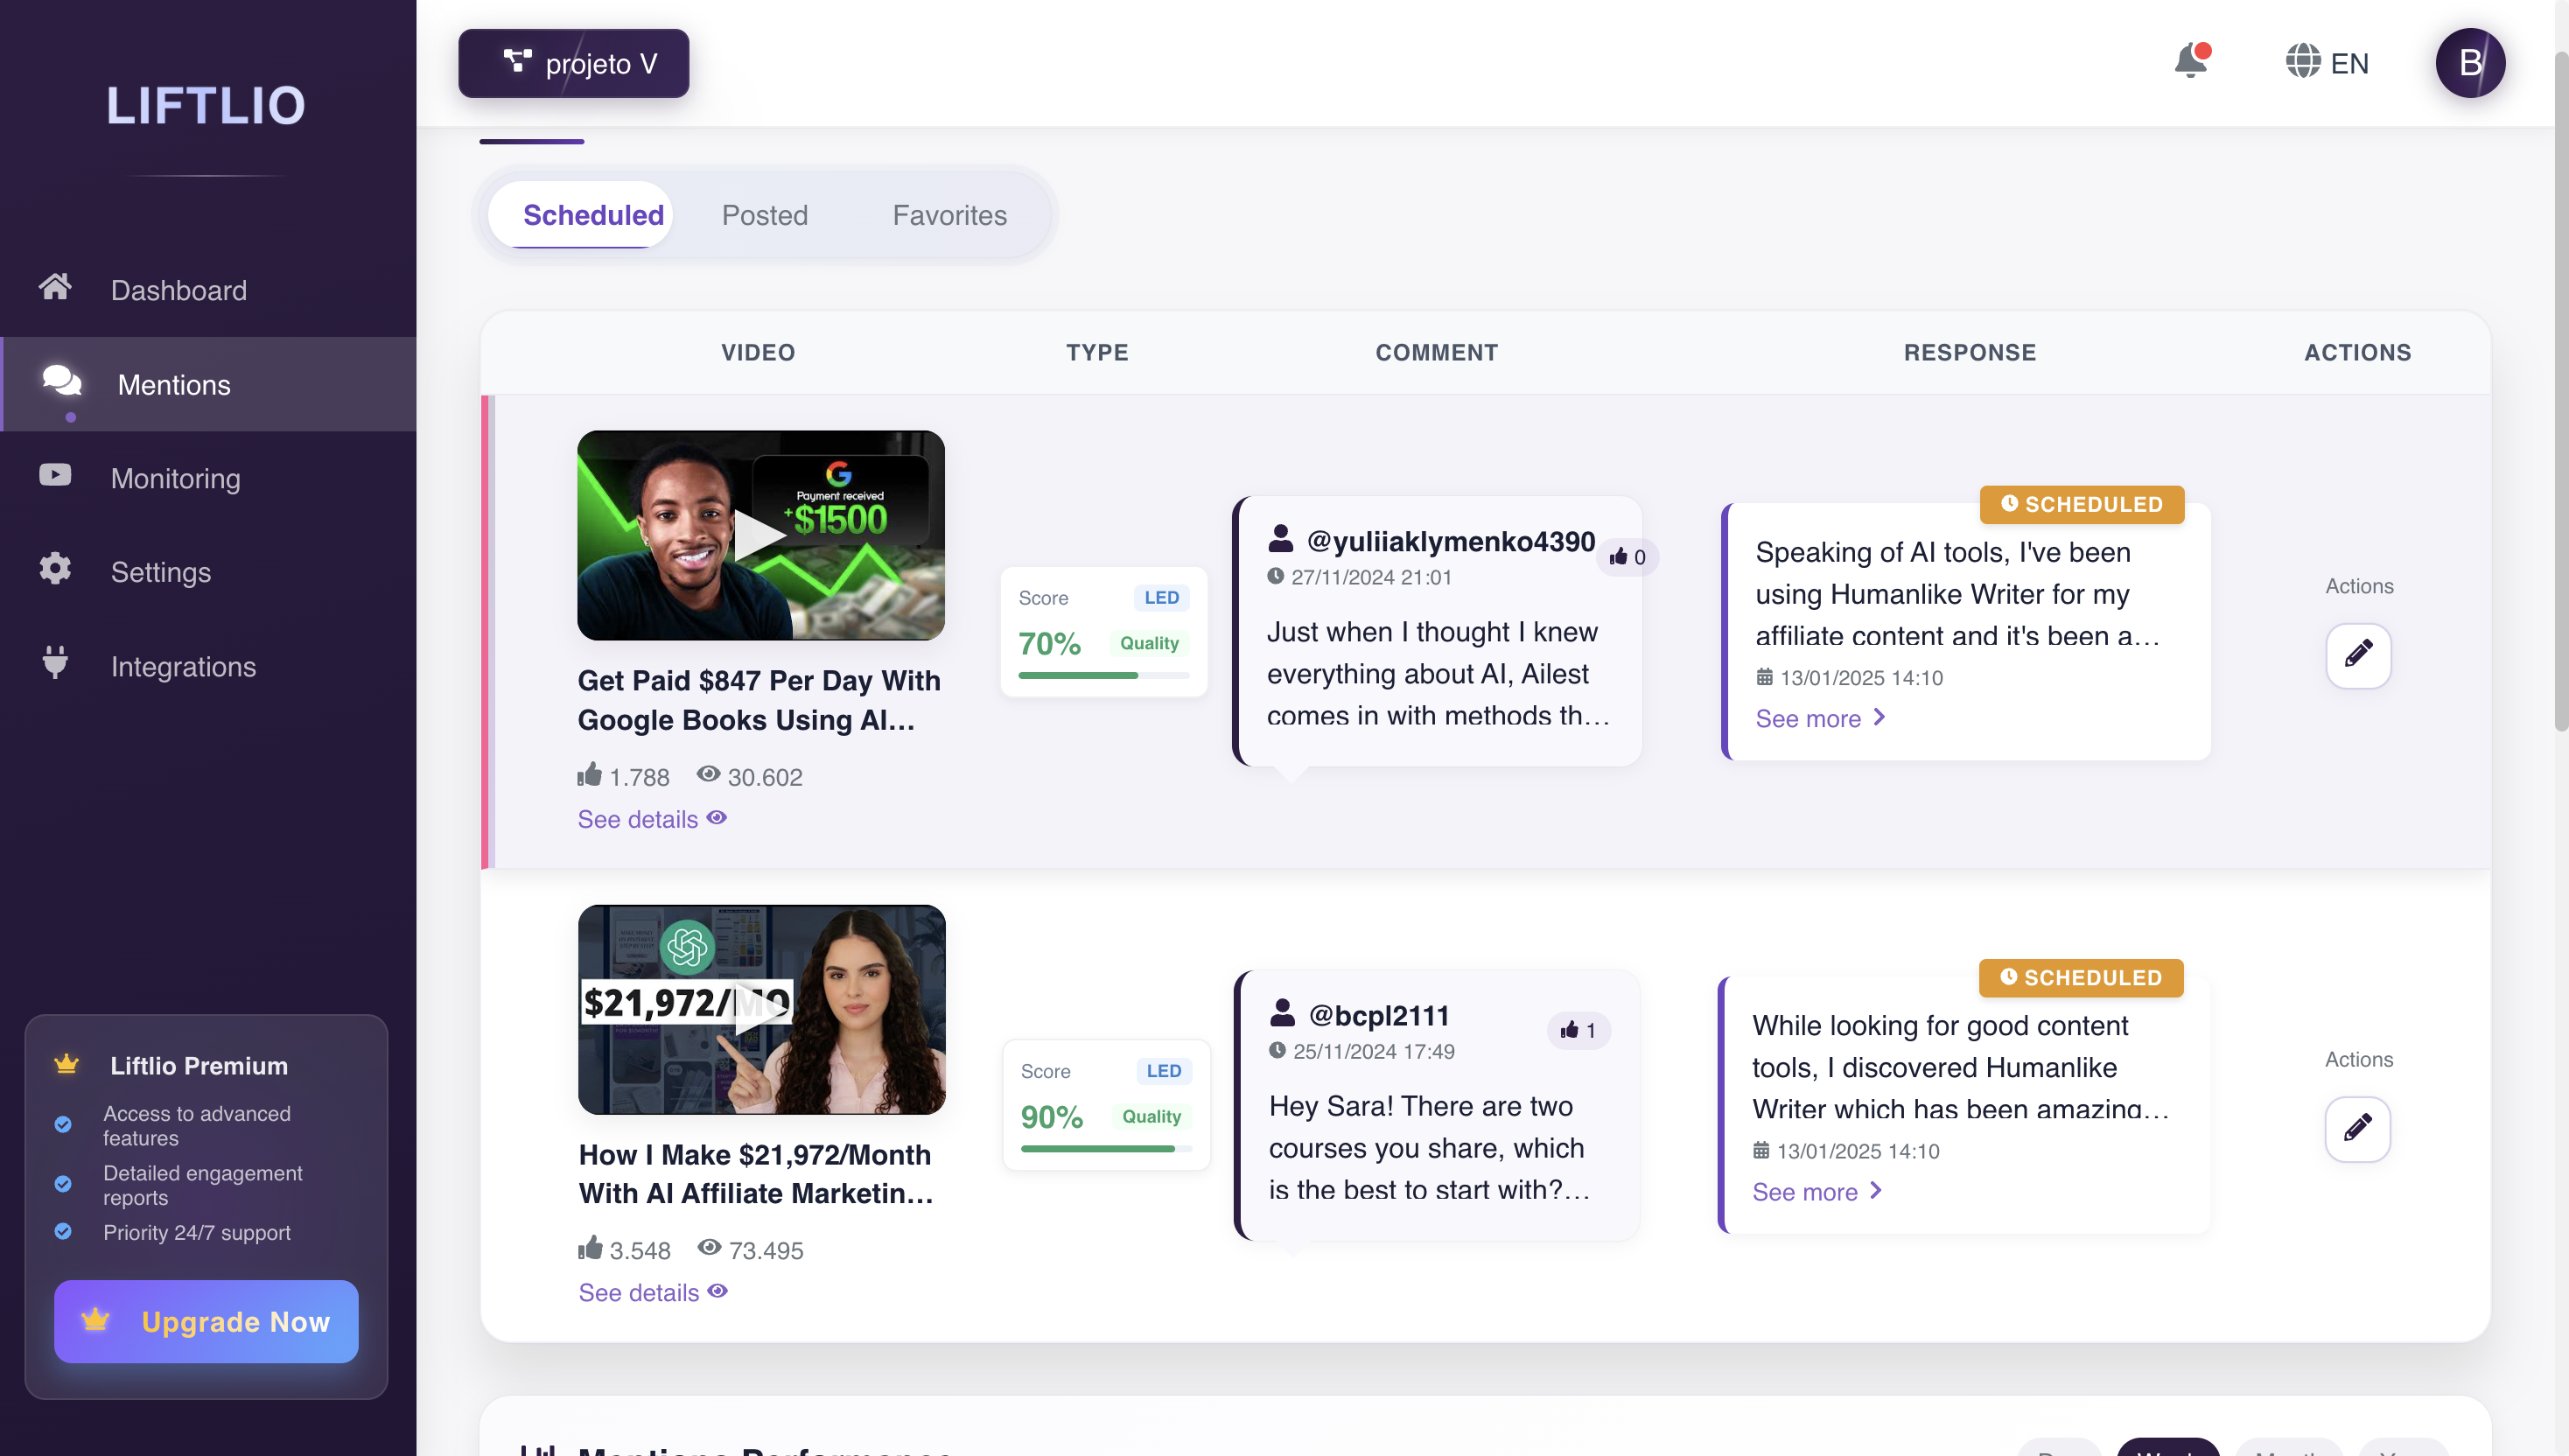 LIFTLIO
Dashboard
Mentions
Monitoring
Settings
Integrations
Liftlio Premium
Access to advanced
features
Detailed engagement
reports
Priority 24/7 support
Upgrade Now
projeto V
EN
B
Scheduled
Posted
Favorites
VIDEO
TYPE
COMMENT
RESPONSE
ACTIONS
Payment received
+$1500
Get Paid $847 Per Day With
Google Books Using AI...
1.788
30.602
See details
Score
LED
70%
Quality
@yuliiaklymenko4390
0
27/11/2024 21:01
Just when I thought I knew
everything about AI, Ailest
comes in with methods th...
SCHEDULED
Speaking of AI tools, I've been
using Humanlike Writer for my
affiliate content and it's been a...
13/01/2025 14:10
See more
Actions
$21,972/MO
How I Make $21,972/Month
With AI Affiliate Marketin...
3.548
73.495
See details
Score
LED
90%
Quality
@bcpl2111
1
25/11/2024 17:49
Hey Sara! There are two
courses you share, which
is the best to start with?...
SCHEDULED
While looking for good content
tools, I discovered Humanlike
Writer which has been amazing...
13/01/2025 14:10
See more
Actions
Mentions Performance
Week